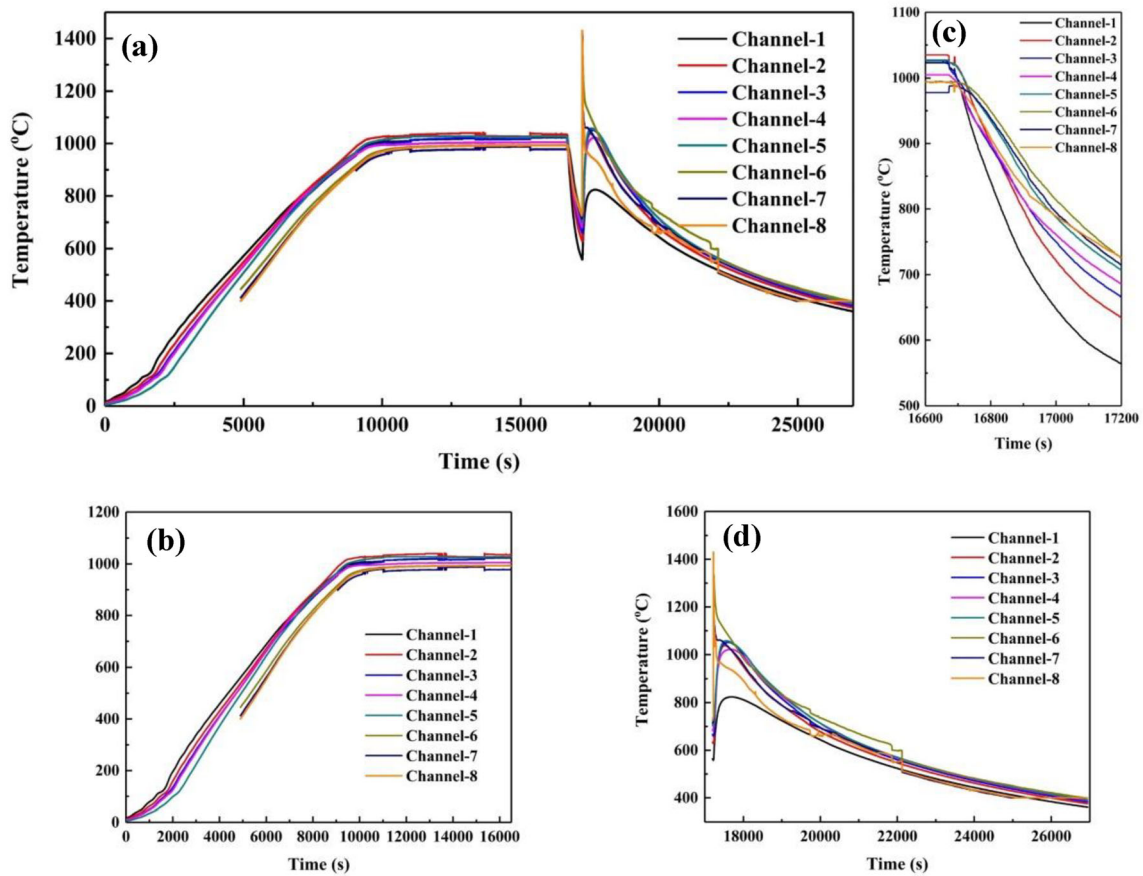 (a)
1400
1200
1000
800
600
400
200
0
Temperature (°C)
0 5000 10000 15000 20000 25000
Time (s)
Channel-1
Channel-2
Channel-3
Channel-4
Channel-5
Channel-6
Channel-7
Channel-8
(c)
1100
1000
900
800
700
600
500
Temperature (°C)
16600 16800 17000 17200
Time (s)
Channel-1
Channel-2
Channel-3
Channel-4
Channel-5
Channel-6
Channel-7
Channel-8
(b)
1200
1000
800
600
400
200
0
Temperature (°C)
0 2000 4000 6000 8000 10000 12000 14000 16000
Time (s)
Channel-1
Channel-2
Channel-3
Channel-4
Channel-5
Channel-6
Channel-7
Channel-8
(d)
1600
1400
1200
1000
800
600
400
Temperature (°C)
18000 20000 22000 24000 26000
Time (s)
Channel-1
Channel-2
Channel-3
Channel-4
Channel-5
Channel-6
Channel-7
Channel-8